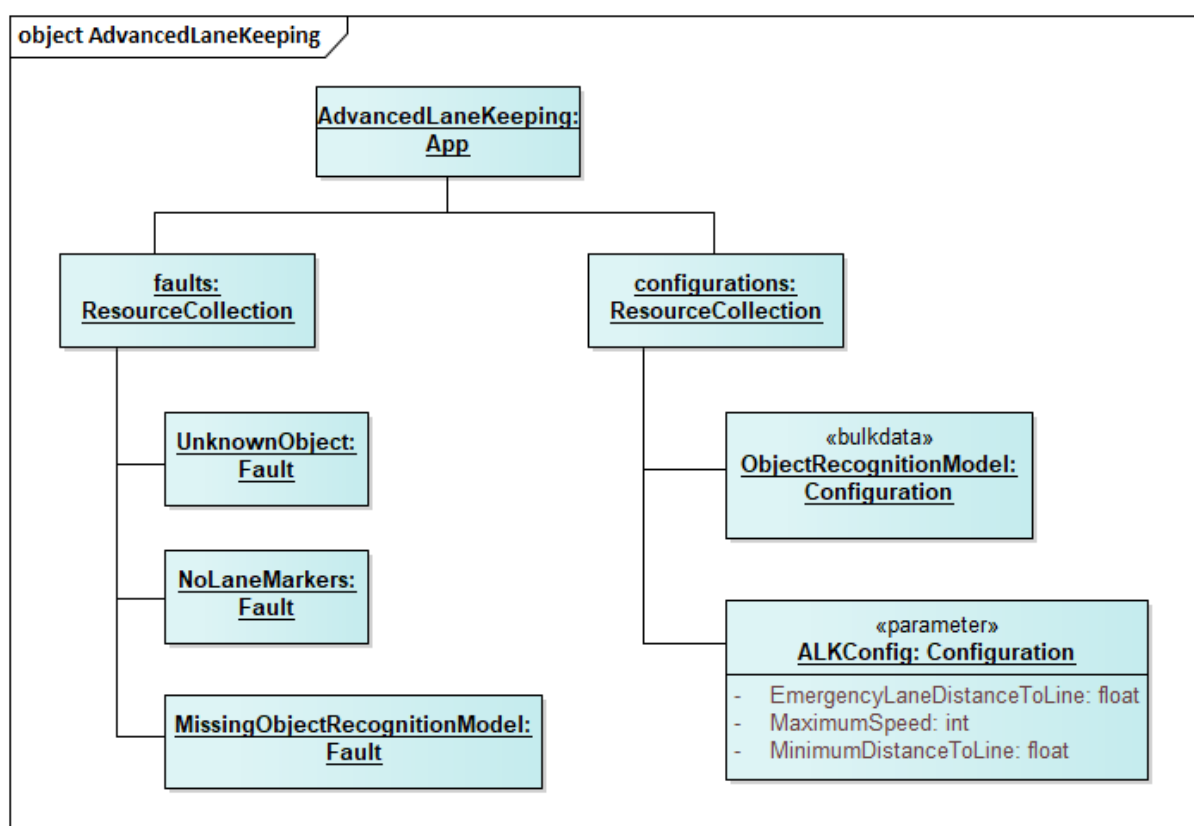 object AdvancedLaneKeeping
AdvancedLaneKeeping:
App
faults:
ResourceCollection
configurations:
ResourceCollection
UnknownObject:
Fault
NoLaneMarkers:
Fault
MissingObjectRecognitionModel:
Fault
«bulkdata»
ObjectRecognitionModel:
Configuration
«parameter»
ALKConfig: Configuration
- EmergencyLaneDistanceToLine: float
- MaximumSpeed: int
- MinimumDistanceToLine: float